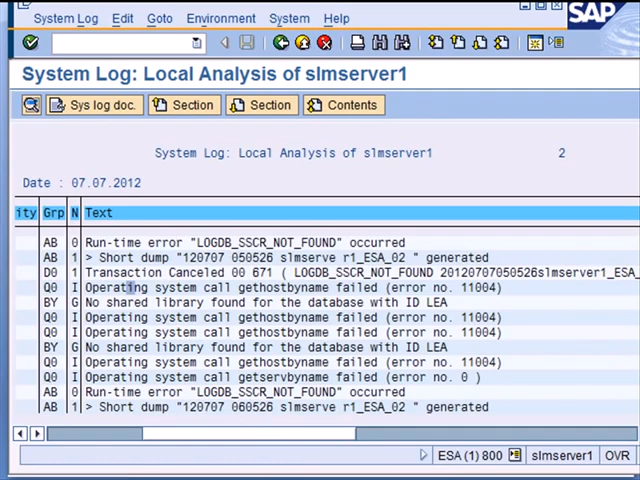 System Log Edit Goto Environment System Help
SAP
System Log: Local Analysis of slmserver1
Sys log doc. Section Section Contents
System Log: Local Analysis of slmserver1 2
Date : 07.07.2012
ity Grp N Text
AB 0 Run-time error "LOGDB_SSCR_NOT_FOUND" occurred
AB 1 > Short dump "120707 050526 slmserve r1_ESA_02 " generated
D0 1 Transaction Canceled 00 671 ( LOGDB_SSCR_NOT_FOUND 20120707050526slmserver1_ESA_
Q0 I Operating system call gethostbyname failed (error no. 11004)
BY G No shared library found for the database with ID LEA
Q0 I Operating system call gethostbyname failed (error no. 11004)
Q0 I Operating system call gethostbyname failed (error no. 11004)
BY G No shared library found for the database with ID LEA
Q0 I Operating system call gethostbyname failed (error no. 11004)
Q0 I Operating system call getservbyname failed (error no. 0 )
AB 0 Run-time error "LOGDB_SSCR_NOT_FOUND" occurred
AB 1 > Short dump "120707 060526 slmserve r1_ESA_02 " generated
ESA (1) 800 slmserver1 OVR